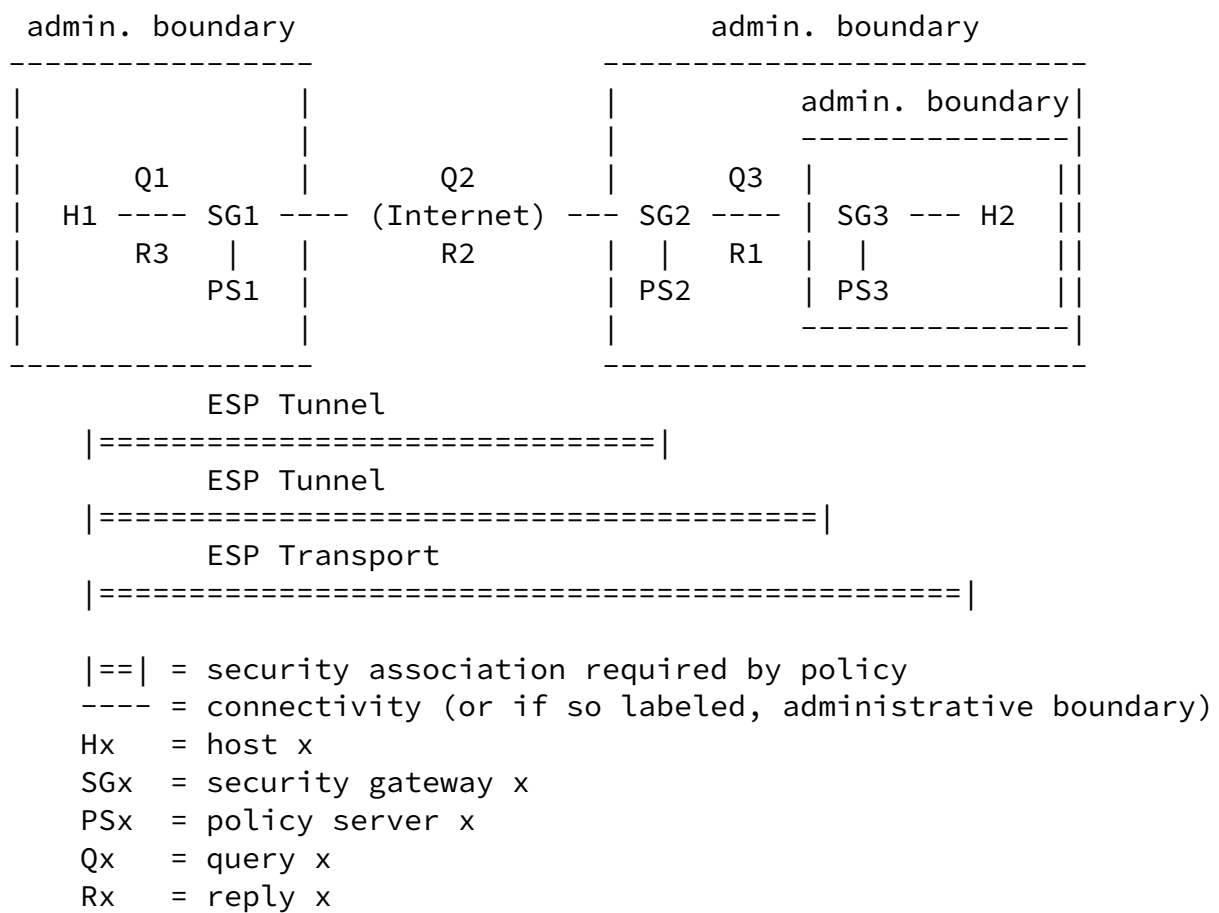 admin. boundary admin. boundary
admin. boundary
Q1 Q2 Q3
H1 ---- SG1 ---- (Internet) --- SG2 ---- | SG3 --- H2
R3 R2 R1
PS1 PS2 PS3
ESP Tunnel
|===============================|
ESP Tunnel
|========================================|
ESP Transport
|================================================|
|==| = security association required by policy
---- = connectivity (or if so labeled, administrative boundary)
Hx = host x
SGx = security gateway x
PSx = policy server x
Qx = query x
Rx = reply x